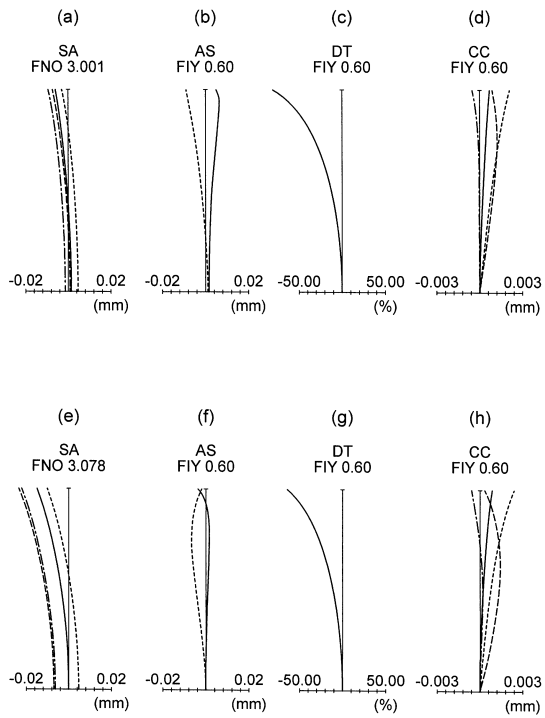 (a) (b) (c) (d)
SA AS DT CC
FNO 3.001 FIY 0.60 FIY 0.60 FIY 0.60
-0.02 0.02 -0.02 0.02 -50.00 50.00 -0.003 0.003
(mm) (mm) (%) (mm)
(e) (f) (g) (h)
SA AS DT CC
FNO 3.078 FIY 0.60 FIY 0.60 FIY 0.60
-0.02 0.02 -0.02 0.02 -50.00 50.00 -0.003 0.003
(mm) (mm) (%) (mm)